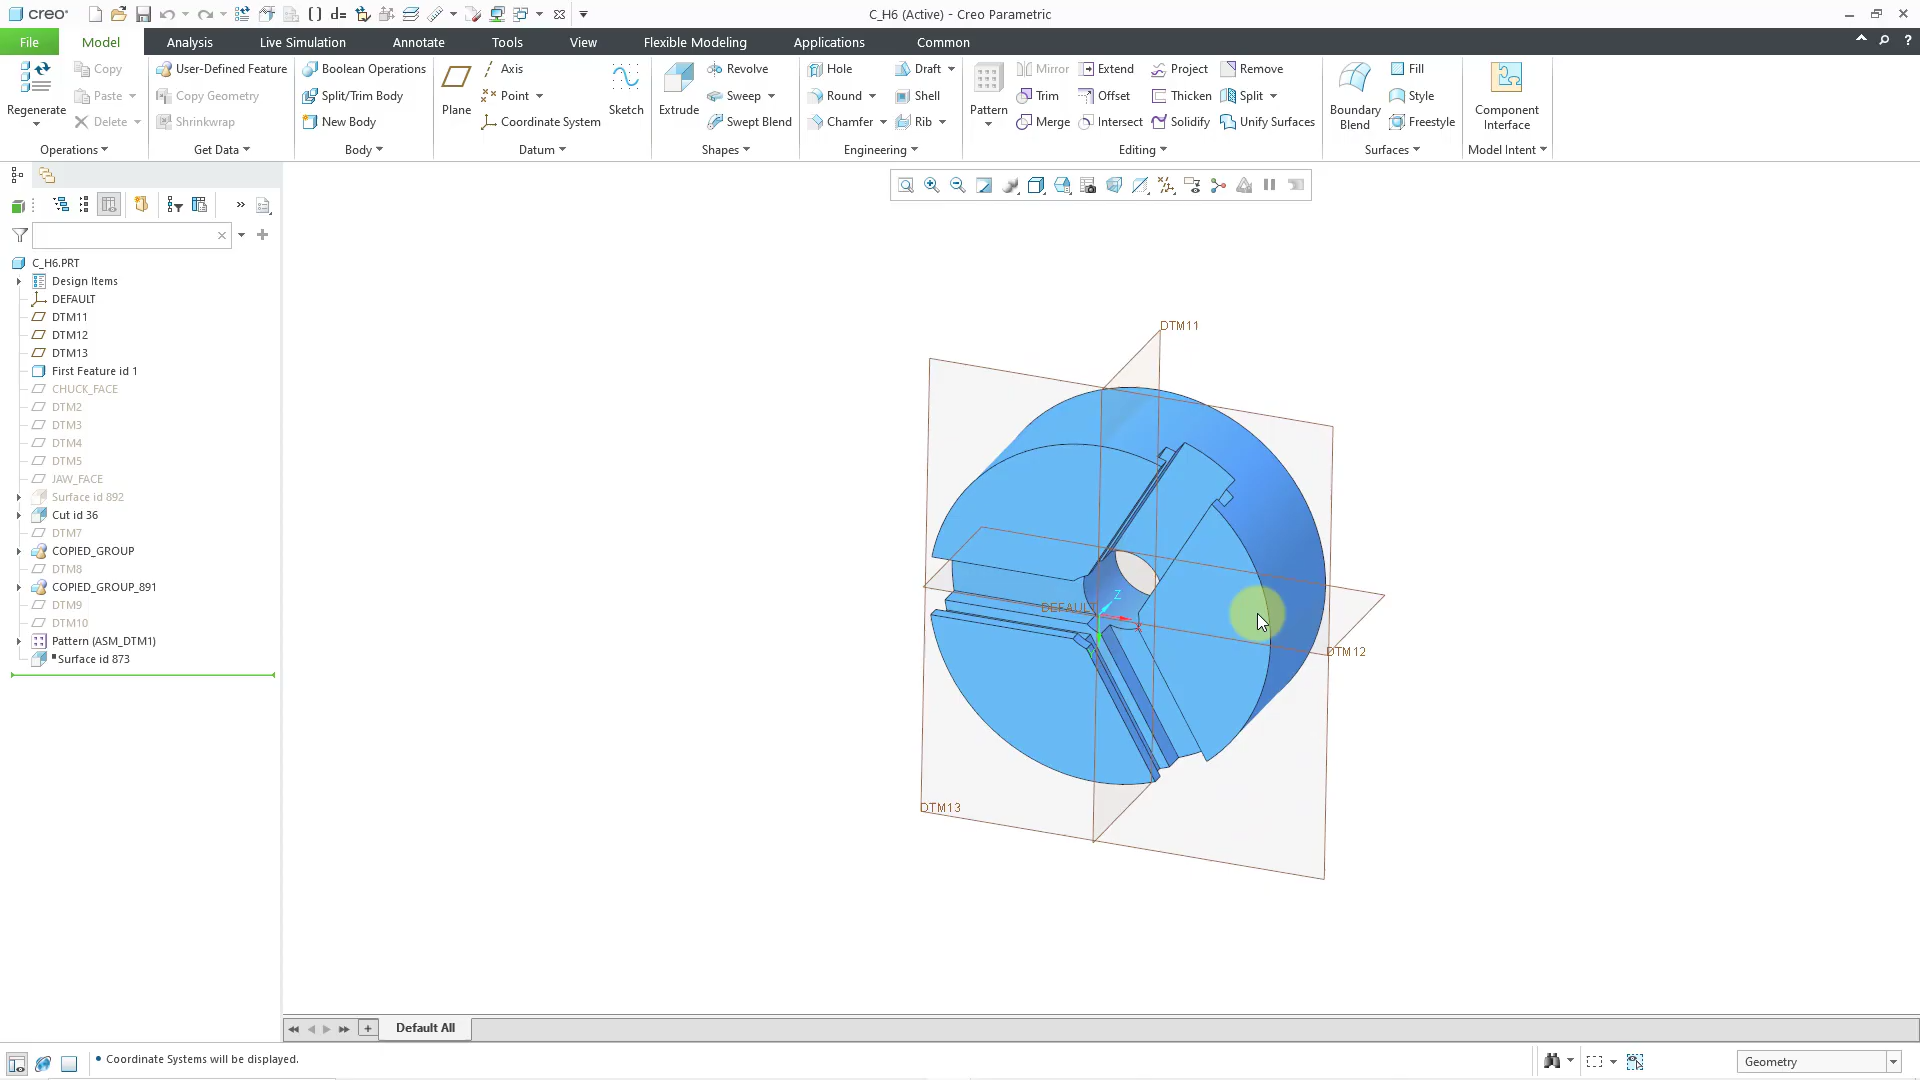 creo
C_H6 (Active) - Creo Parametric
File
Model
Analysis
Live Simulation
Annotate
Tools
View
Flexible Modeling
Applications
Common
Regenerate
Copy
Paste
Delete
Operations
User-Defined Feature
Copy Geometry
Shrinkwrap
Get Data
Boolean Operations
Split/Trim Body
New Body
Body
Plane
Axis
Point
Coordinate System
Sketch
Datum
Extrude
Revolve
Sweep
Swept Blend
Shapes
Hole
Round
Chamfer
Draft
Shell
Rib
Engineering
Pattern
Mirror
Trim
Merge
Extend
Offset
Intersect
Project
Thicken
Solidify
Remove
Split
Unify Surfaces
Editing
Boundary
Blend
Fill
Style
Freestyle
Surfaces
Component
Interface
Model Intent
C_H6.PRT
Design Items
DEFAULT
DTM11
DTM12
DTM13
First Feature id 1
CHUCK_FACE
DTM2
DTM3
DTM4
DTM5
JAW_FACE
Surface id 892
Cut id 36
DTM7
COPIED_GROUP
DTM8
COPIED_GROUP_891
DTM9
DTM10
Pattern (ASM_DTM1)
Surface id 873
DTM11
Z
DEFAULT
X
DTM12
DTM13
Default All
Coordinate Systems will be displayed.
Geometry